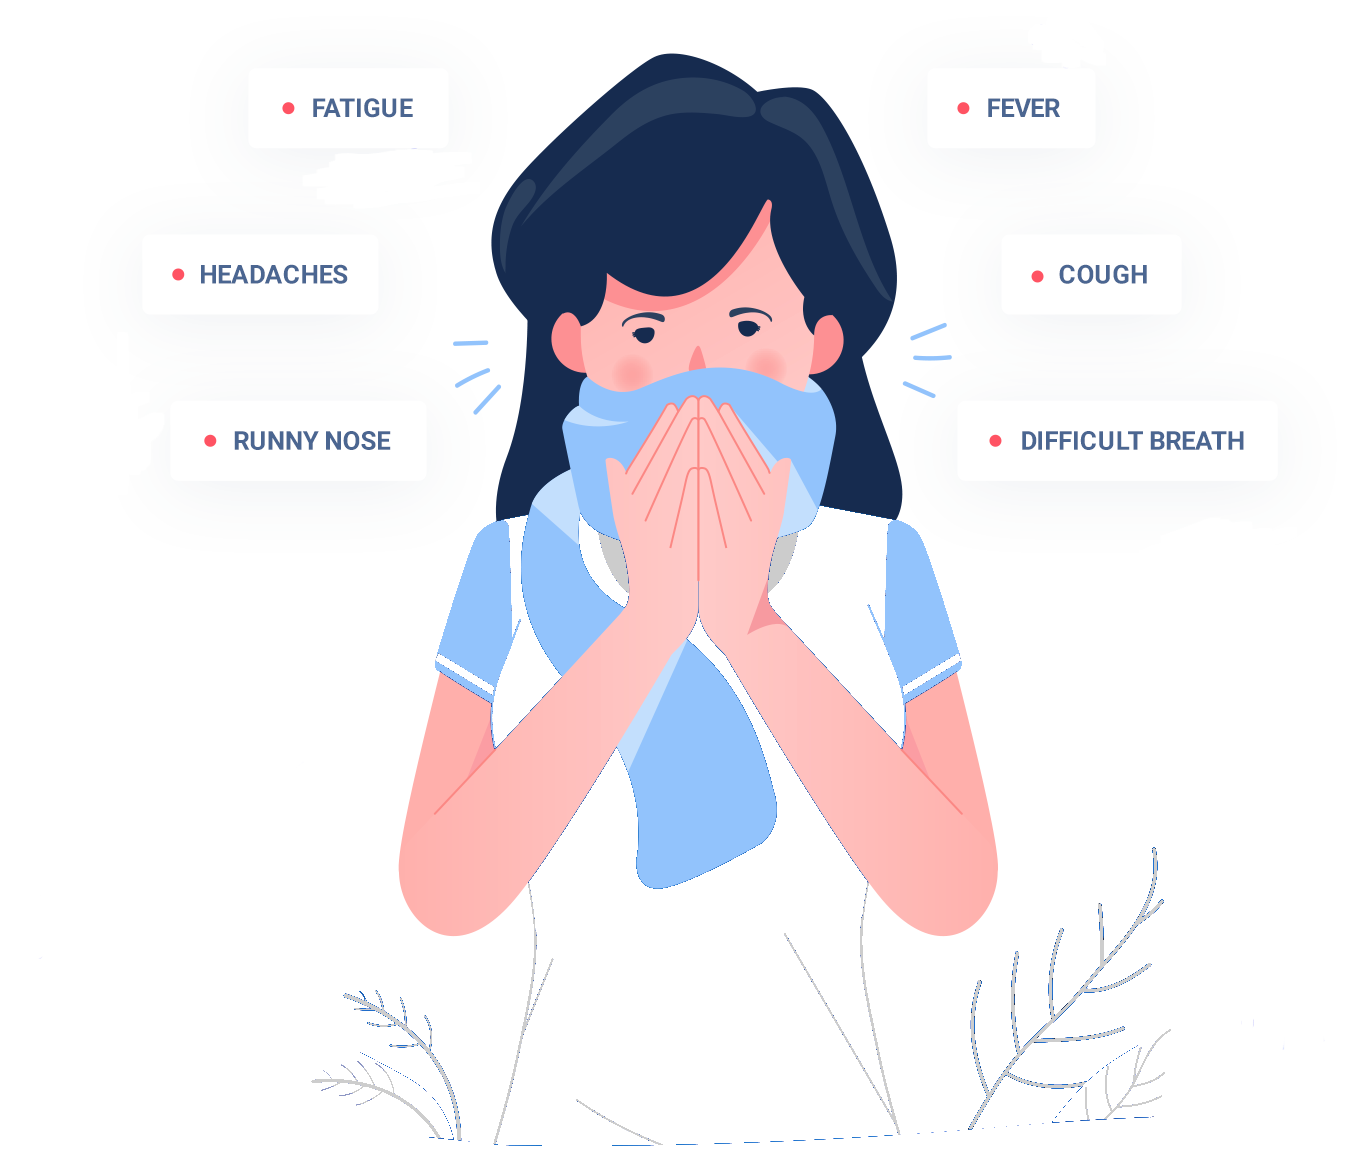 FATIGUE
FEVER
HEADACHES
COUGH
RUNNY NOSE
DIFFICULT BREATH